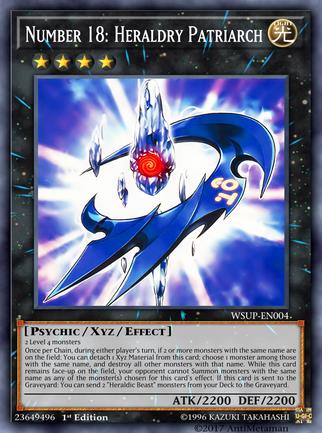 NUMBER 18: HERALDRY PATRIARCH
LIGHT
光
18
WSUP-EN004
[PSYCHIC / XYZ / EFFECT]
2 Level 4 monsters
Once per Chain, during either player's turn, if 2 or more monsters with the same name are
on the field: You can detach 1 Xyz Material from this card; choose 1 monster among those
with the same name, and destroy all other monsters with that name. While this card
remains face-up on the field, your opponent cannot Summon monsters with the same
name as any of the monster(s) chosen for this card's effect. If this card is sent to the
Graveyard: You can send 2 "Heraldic Beast" monsters from your Deck to the Graveyard.
ATK/2200 DEF/2200
23649496 1st Edition ©1996 KAZUKI TAKAHASHI
©2017 AntiMetaman